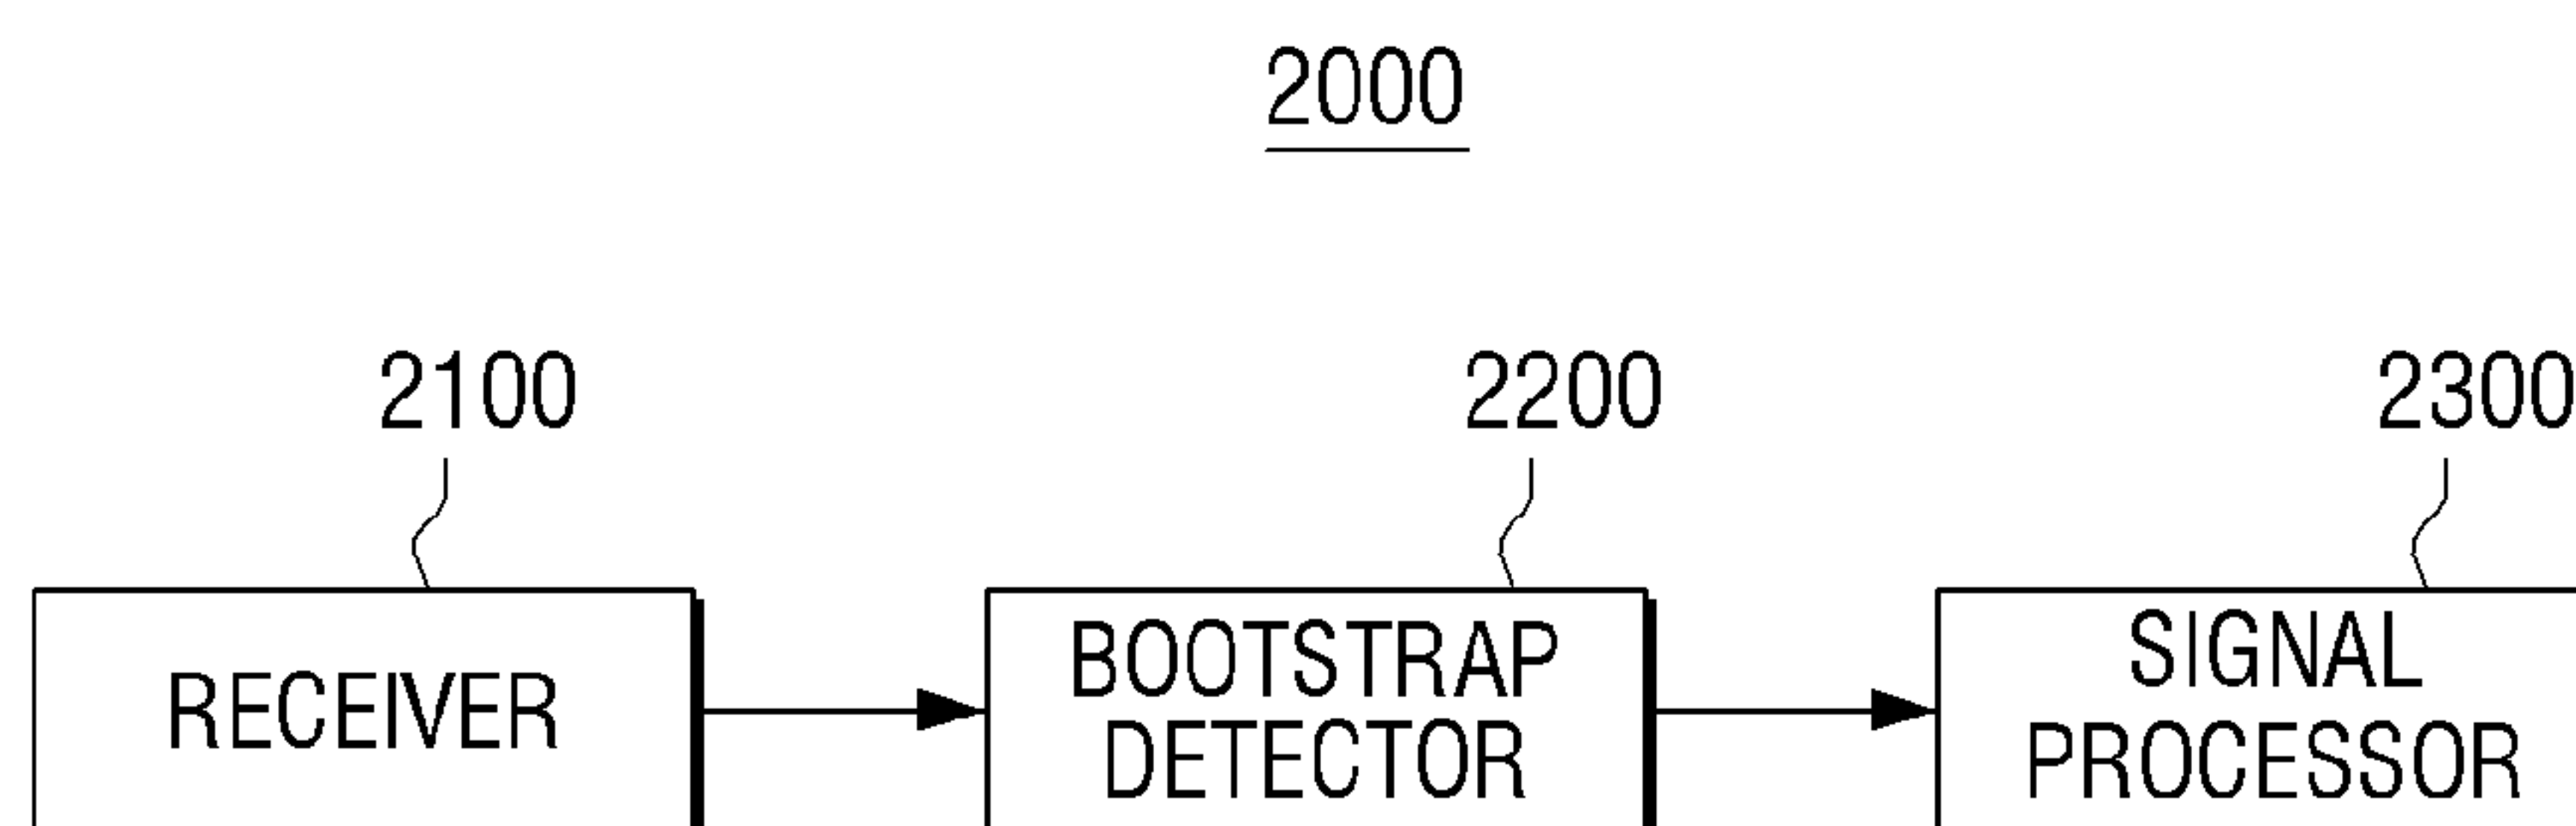 2000
2100
2200
2300
RECEIVER
BOOTSTRAP
DETECTOR
SIGNAL
PROCESSOR